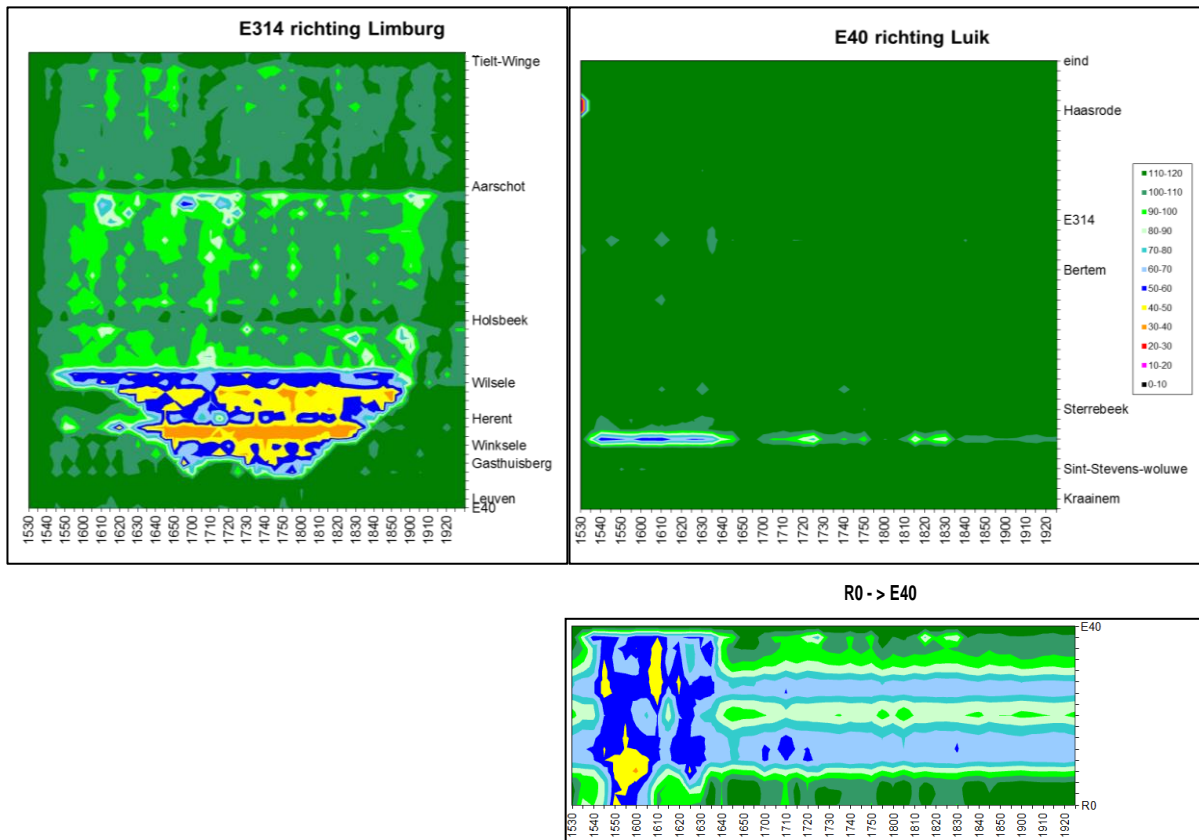 E314 richting Limburg
Tielt-Winge
Aarschot
Holsbeek
Wilsele
Herent
Winksele
Gasthuisberg
Leuven
E40
1530 1540 1550 1600 1610 1620 1630 1640 1650 1700 1710 1720 1730 1740 1750 1800 1810 1820 1830 1840 1850 1900 1910 1920
E40 richting Luik
eind
Haasrode
E314
Bertem
Sterrebeek
Sint-Stevens-woluwe
Kraainem
1530 1540 1550 1600 1610 1620 1630 1640 1650 1700 1710 1720 1730 1740 1750 1800 1810 1820 1830 1840 1850 1900 1910 1920
110-120
100-110
90-100
80-90
70-80
60-70
50-60
40-50
30-40
20-30
10-20
0-10
R0 - > E40
E40
R0
1530 1540 1550 1600 1610 1620 1630 1640 1650 1700 1710 1720 1730 1740 1750 1800 1810 1820 1830 1840 1850 1900 1910 1920